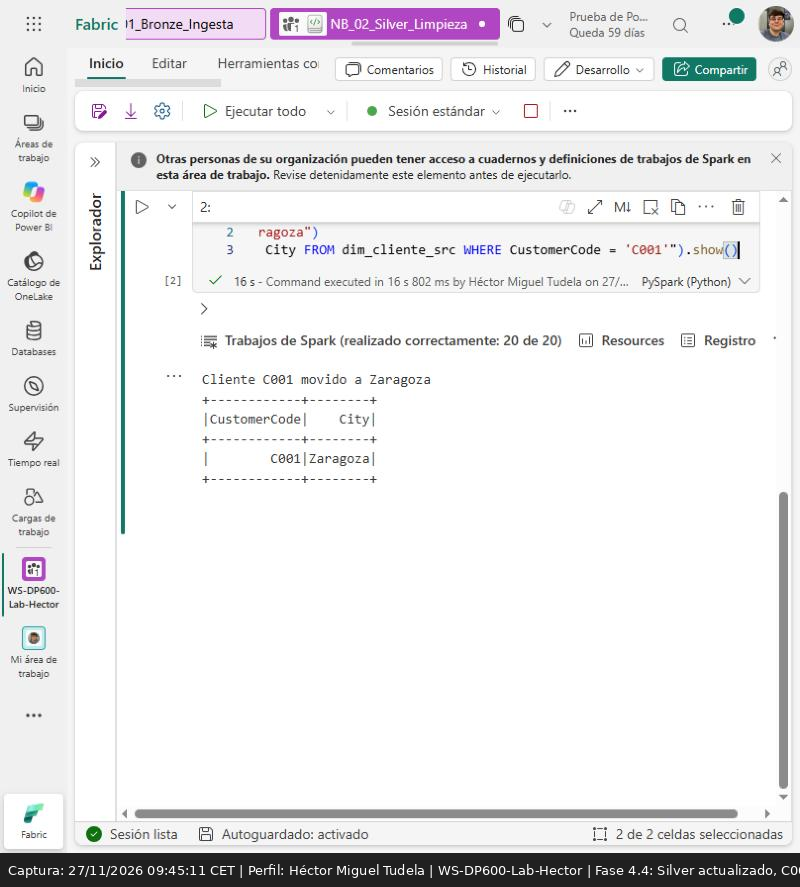 Fabric
01_Bronze_Ingesta
NB_02_Silver_Limpieza
Prueba de Po...
Queda 59 días
Inicio
Editar
Herramientas co
Comentarios
Historial
Desarrollo
Compartir
Ejecutar todo
Sesión estándar
Inicio
Áreas de
trabajo
Copilot de
Power BI
Catálogo de
OneLake
Databases
Supervisión
Tiempo real
Cargas de
trabajo
WS-DP600-
Lab-Hector
Mi área de
trabajo
Fabric
Explorador
Otras personas de su organización pueden tener acceso a cuadernos y definiciones de trabajos de Spark en
esta área de trabajo. Revise detenidamente este elemento antes de ejecutarlo.
2:
M↓
2 ragoza")
3 City FROM dim_cliente_src WHERE CustomerCode = 'C001'").show()
[2]
16 s - Command executed in 16 s 802 ms by Héctor Miguel Tudela on 27/...
PySpark (Python)
Trabajos de Spark (realizado correctamente: 20 de 20)
Resources
Registro
Cliente C001 movido a Zaragoza
+------------+--------+
|CustomerCode|    City|
+------------+--------+
|        C001|Zaragoza|
+------------+--------+
Sesión lista
Autoguardado: activado
2 de 2 celdas seleccionadas
Captura: 27/11/2026 09:45:11 CET | Perfil: Héctor Miguel Tudela | WS-DP600-Lab-Hector | Fase 4.4: Silver actualizado, C0